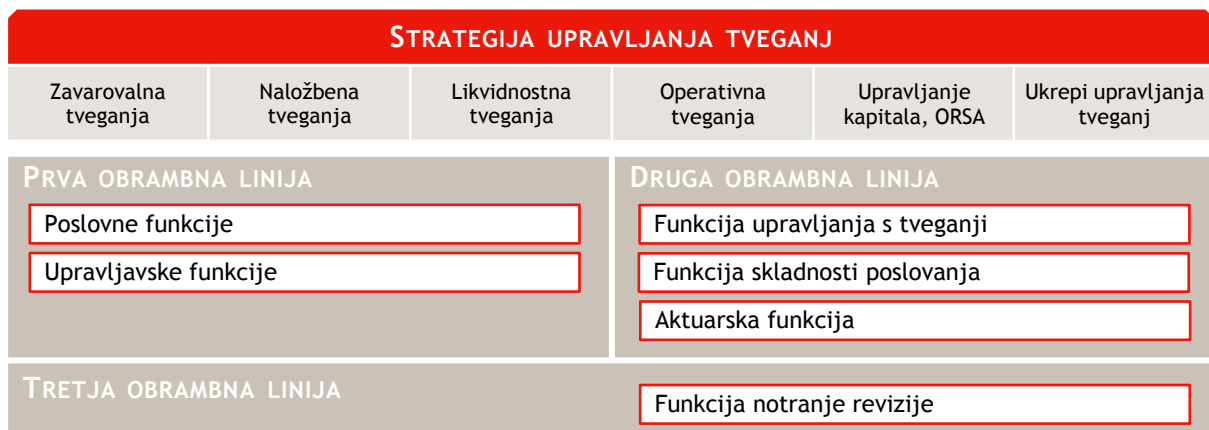 STRATEGIJA UPRAVLJANJA TVEGANJ
Zavarovalna
tveganja
Naložbena
tveganja
Likvidnostna
tveganja
Operativna
tveganja
Upravljanje
kapitala, ORSA
Ukrepi upravljanja
tveganj
PRVA OBRAMBNA LINIJA
Poslovne funkcije
Upravljavske funkcije
DRUGA OBRAMBNA LINIJA
Funkcija upravljanja s tveganji
Funkcija skladnosti poslovanja
Aktuarska funkcija
TRETJA OBRAMBNA LINIJA
Funkcija notranje revizije